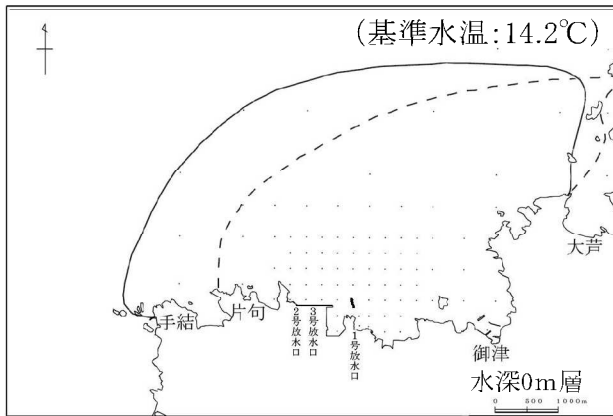 (基準水温:14.2℃)
大芦
手結
片句
2号放水口
3号放水口
1号放水口
御津
水深0m層
0 500 1000m